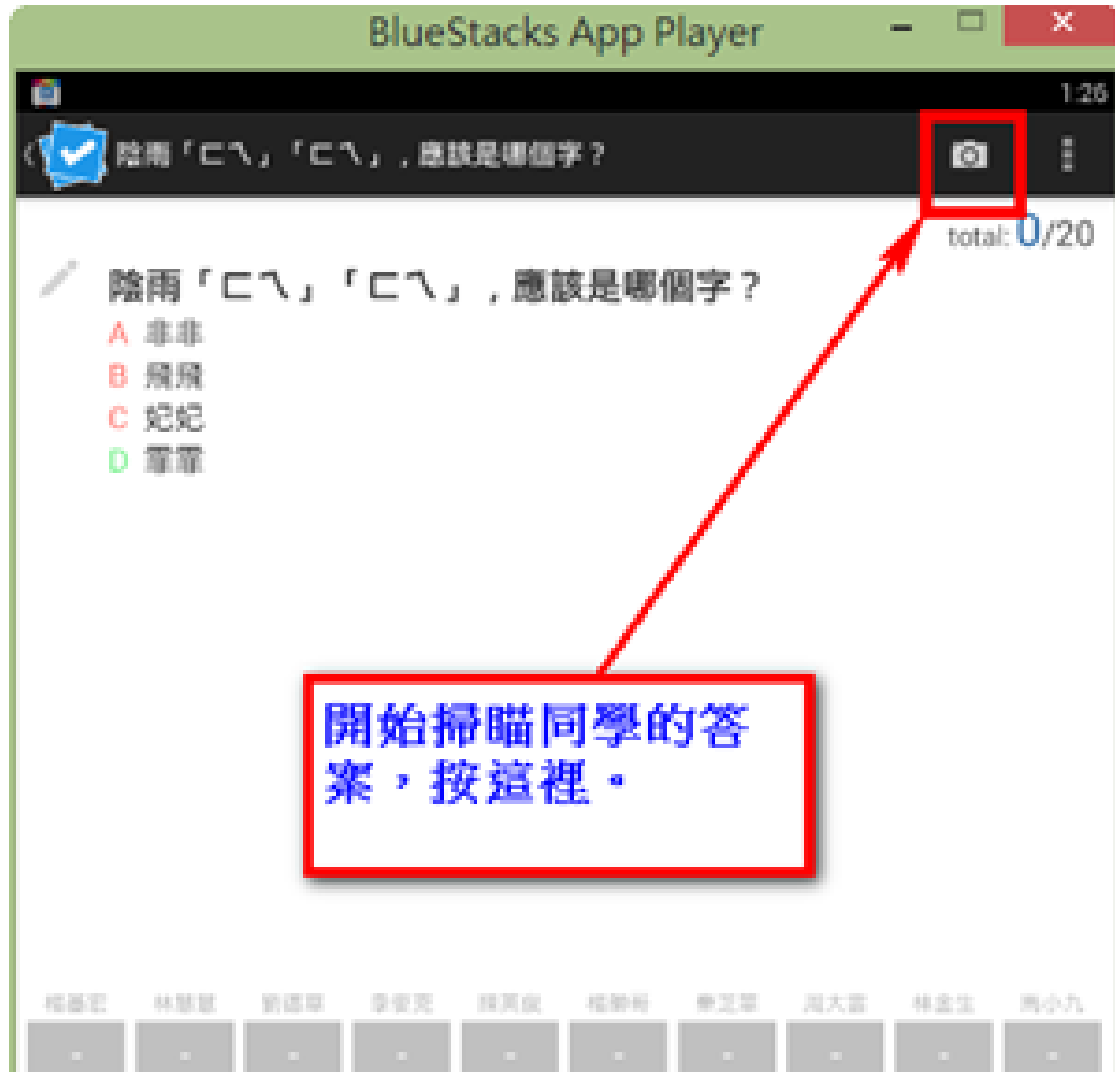 BlueStacks App Player
1:26
陰雨「ㄈㄟ」「ㄈㄟ」，應該是哪個字？
total: 0/20
陰雨「ㄈㄟ」「ㄈㄟ」，應該是哪個字？
A 非非
B 飛飛
C 妃妃
D 霏霏
開始掃瞄同學的答
案，按這裡。